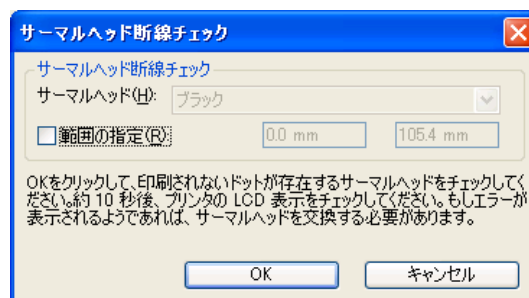 サーマルヘッド断線チェック
サーマルヘッド断線チェック
サーマルヘッド(H): ブラック
範囲の指定(R): 0.0 mm 105.4 mm
OKをクリックして、印刷されないドットが存在するサーマルヘッドをチェックしてく
ださい。約 10 秒後、プリンタの LCD 表示をチェックしてください。もしエラーが
表示されるようであれば、サーマルヘッドを交換する必要があります。
OK キャンセル